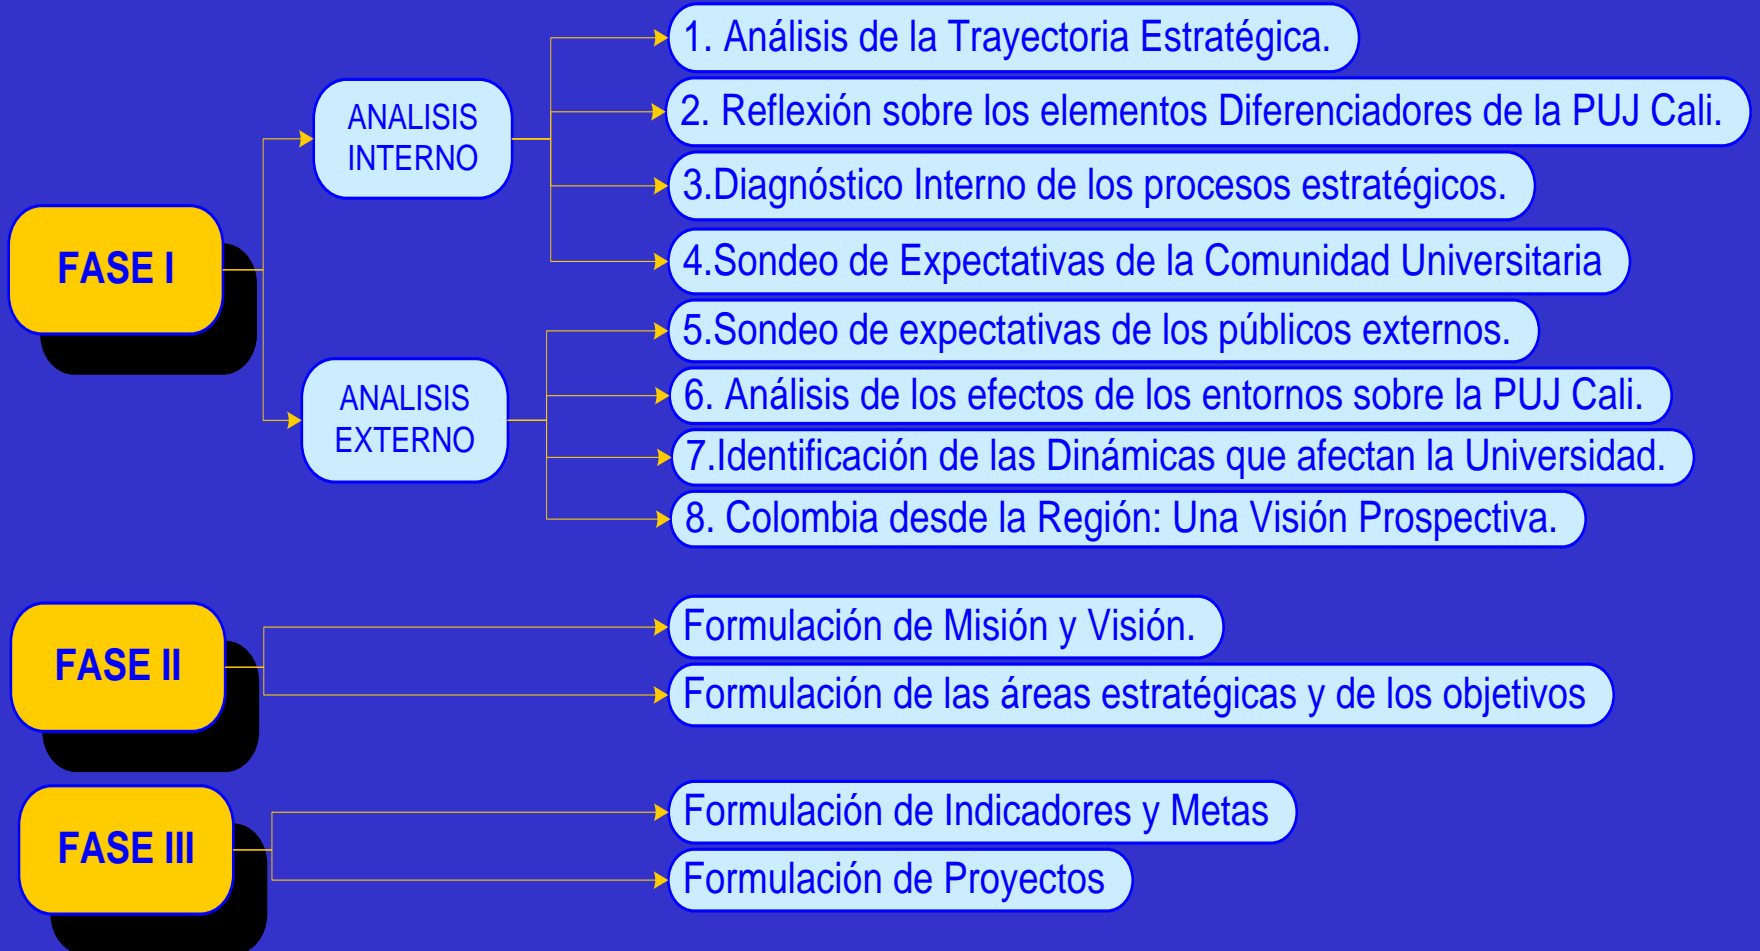 FASE I
ANALISIS
INTERNO
1. Análisis de la Trayectoria Estratégica.
2. Reflexión sobre los elementos Diferenciadores de la PUJ Cali.
3.Diagnóstico Interno de los procesos estratégicos.
4.Sondeo de Expectativas de la Comunidad Universitaria
ANALISIS
EXTERNO
5.Sondeo de expectativas de los públicos externos.
6. Análisis de los efectos de los entornos sobre la PUJ Cali.
7.Identificación de las Dinámicas que afectan la Universidad.
8. Colombia desde la Región: Una Visión Prospectiva.
FASE II
Formulación de Misión y Visión.
Formulación de las áreas estratégicas y de los objetivos
FASE III
Formulación de Indicadores y Metas
Formulación de Proyectos